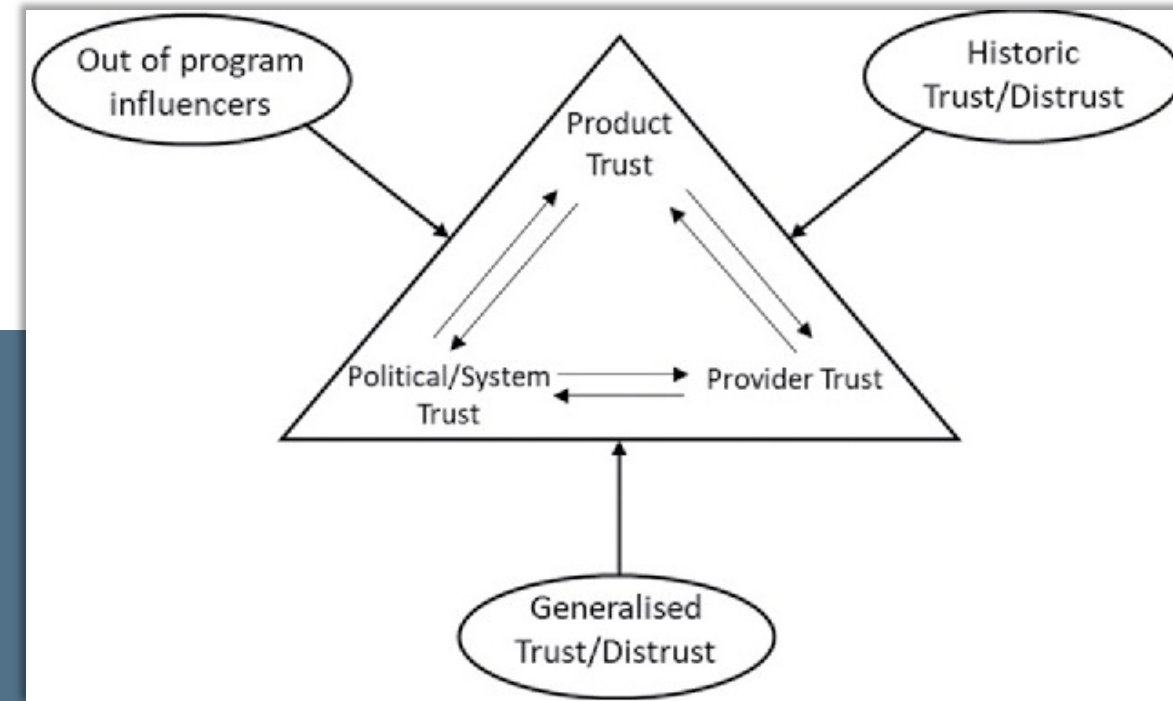 Out of program
influencers
Historic
Trust/Distrust
Product
Trust
Political/System
Trust
Provider Trust
Generalised
Trust/Distrust